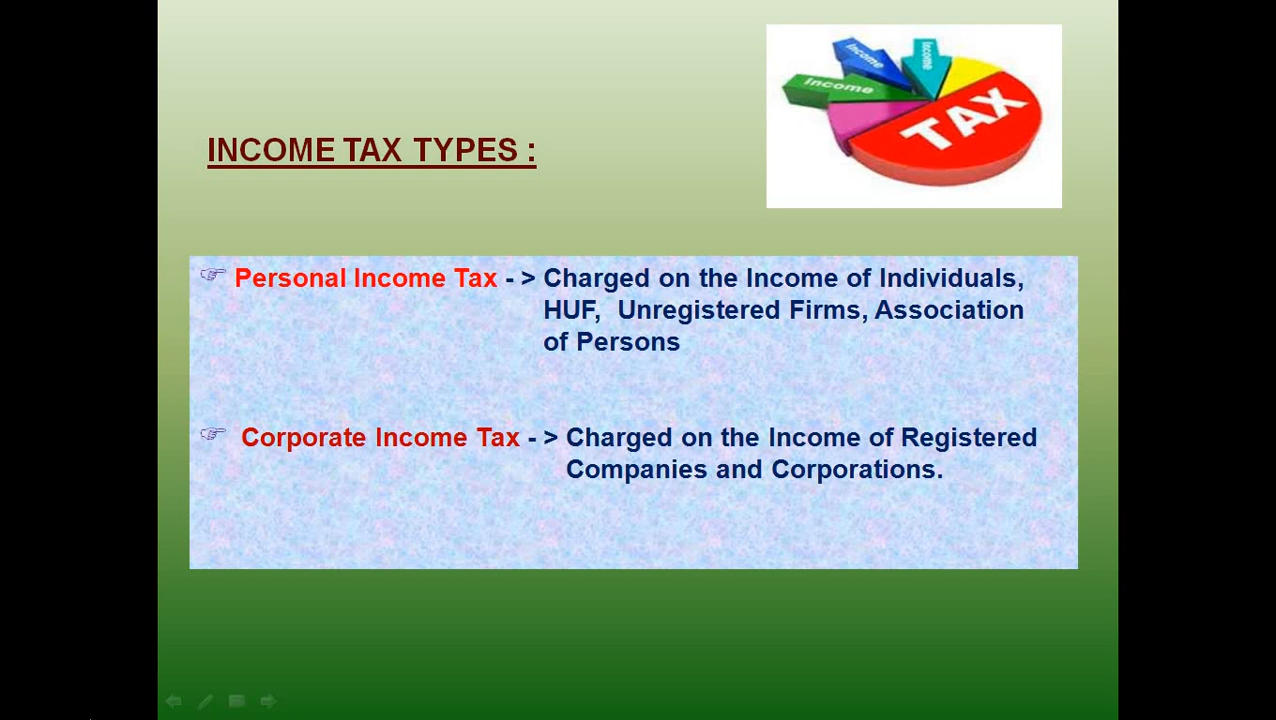 Income
Income
Income
TAX
INCOME TAX TYPES :
☞ Personal Income Tax - > Charged on the Income of Individuals,
HUF, Unregistered Firms, Association
of Persons
☞ Corporate Income Tax - > Charged on the Income of Registered
Companies and Corporations.